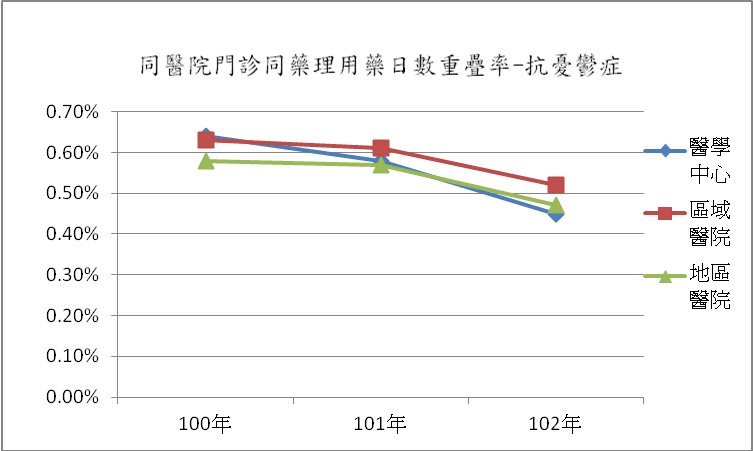 同醫院門診同藥理用藥日數重疊率-抗憂鬱症
0.70%
0.60%
0.50%
0.40%
0.30%
0.20%
0.10%
0.00%
100年
101年
102年
醫學
中心
區域
醫院
地區
醫院